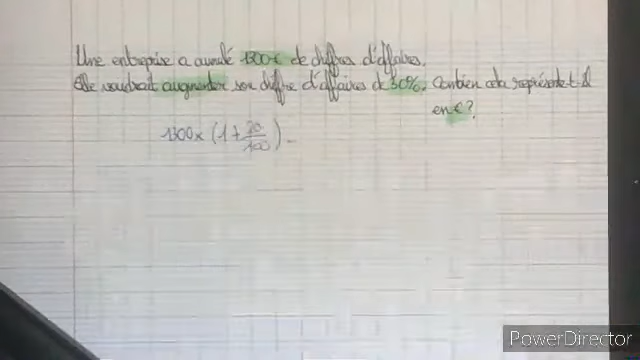 Une entreprise a cumulé 1300€ de chiffres d'affaires.
Elle voudrait augmenter son chiffre d'affaires de 30%. Combien cela représente t-il
en €?
1300 x (1 + 30/100) =
PowerDirector